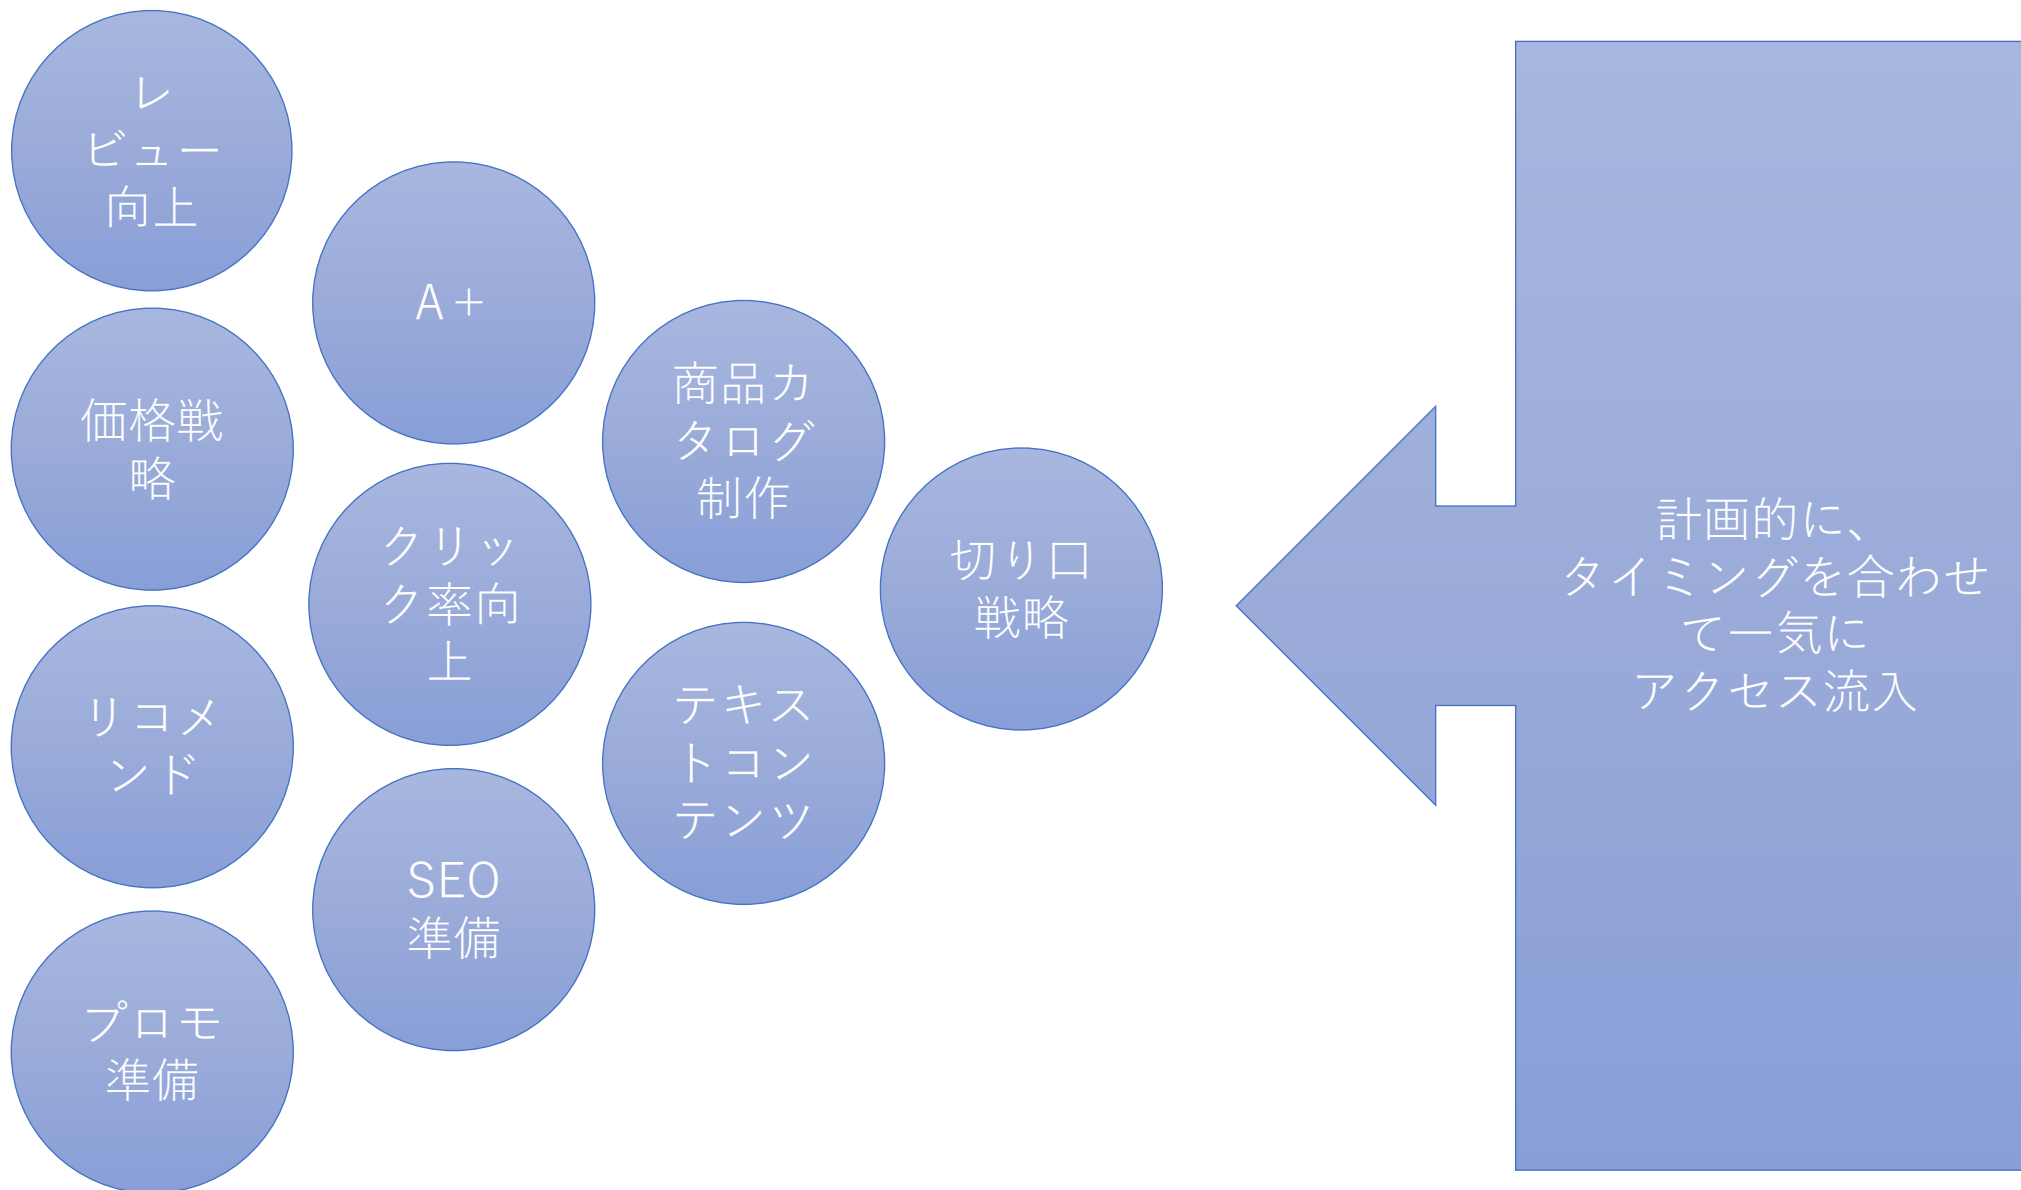 レ
ビュー
向上
価格戦
略
リコメ
ンド
プロモ
準備
A＋
クリッ
ク率向
上
SEO
準備
商品カ
タログ
制作
テキス
トコン
テンツ
切り口
戦略
計画的に、
タイミングを合わせ
て一気に
アクセス流入